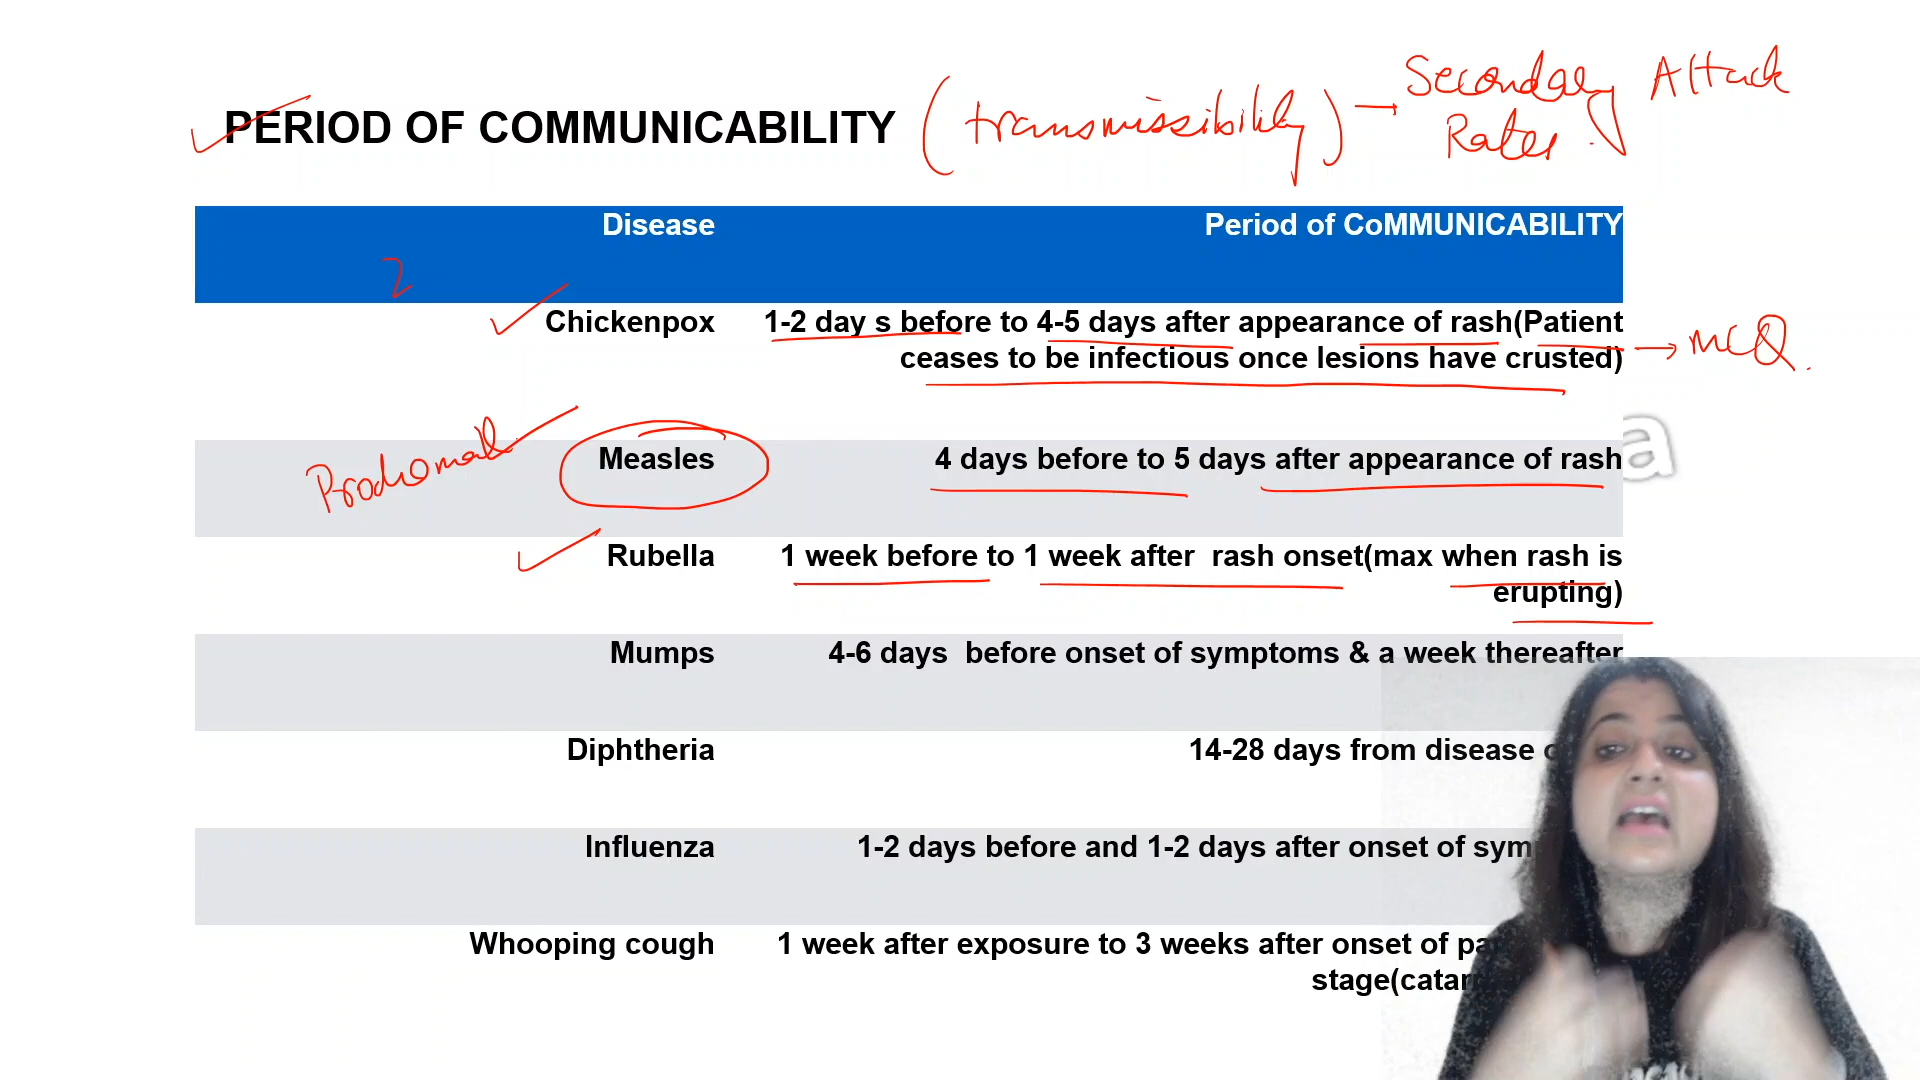 PERIOD OF COMMUNICABILITY (transmissibility) → Secondary Attack
Rates.
Disease Period of CoMMUNICABILITY
2
Chickenpox 1-2 day s before to 4-5 days after appearance of rash(Patient
ceases to be infectious once lesions have crusted) → MCQ.
a
Prodromal Measles 4 days before to 5 days after appearance of rash
Rubella 1 week before to 1 week after rash onset(max when rash is
erupting)
Mumps 4-6 days before onset of symptoms & a week thereafter
Diphtheria 14-28 days from disease
Influenza 1-2 days before and 1-2 days after onset of sym
Whooping cough 1 week after exposure to 3 weeks after onset of pa
stage(catar